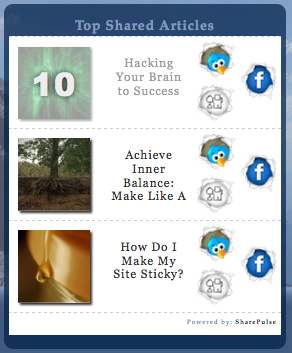 Top Shared Articles
10
Hacking
Your Brain
to Success
Achieve
Inner
Balance:
Make Like A
How Do I
Make My
Site Sticky?
Powered by: SharePulse